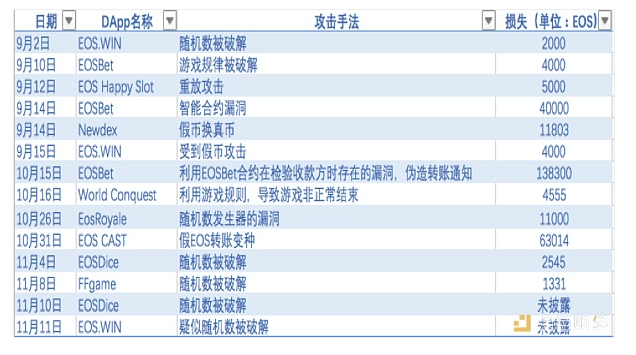 日期 DApp名称 攻击手法 损失（单位：EOS)
9月2日 EOS.WIN 随机数被破解 2000
9月10日 EOSBet 游戏规律被破解 4000
9月12日 EOS Happy Slot 重放攻击 5000
9月14日 EOSBet 智能合约漏洞 40000
9月14日 Newdex 假币换真币 11803
9月15日 EOS.WIN 受到假币攻击 4000
10月15日 EOSBet 利用EOSBet合约在检验收款方时存在的漏洞，伪造转账通知 138300
10月16日 World Conquest 利用游戏规则，导致游戏非正常结束 4555
10月26日 EosRoyale 随机数发生器的漏洞 11000
10月31日 EOS CAST 假EOS转账变种 63014
11月4日 EOSDice 随机数被破解 2545
11月8日 FFgame 随机数被破解 1331
11月10日 EOSDice 随机数被破解 未披露
11月11日 EOS.WIN 疑似随机数被破解 未披露